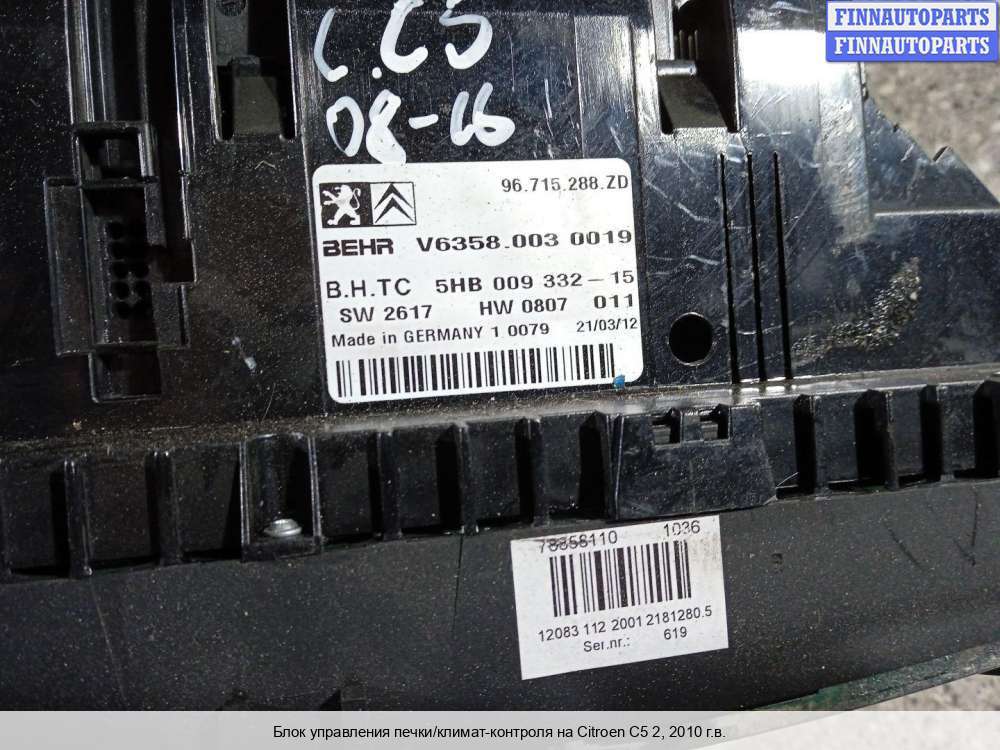 FINNAUTOPARTS
FINNAUTOPARTS
C.C5
08-16
96.715.288.ZD
BEHR V6358.003 0019
B.H.TC 5HB 009 332-15
SW 2617 HW 0807 011
Made in GERMANY 1 0079 21/03/12
78858110 1036
12083 112 2001 2181280.5
Ser.nr.: 619
Блок управления печки/климат-контроля на Citroen C5 2, 2010 г.в.